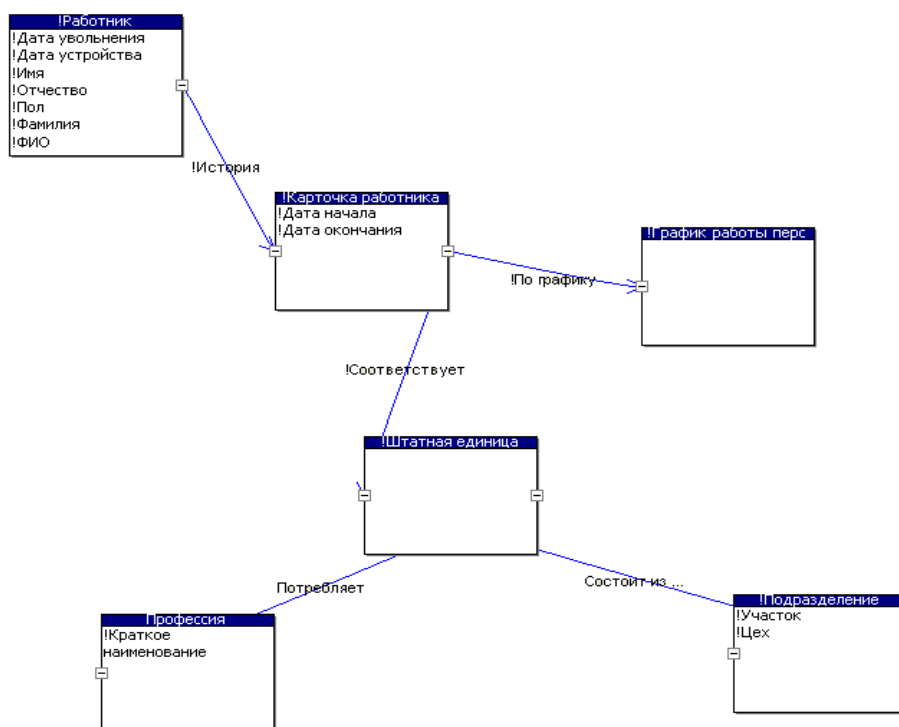 !Работник
!Дата увольнения
!Дата устройства
!Имя
!Отчество
!Пол
!Фамилия
!ФИО
!История
!Карточка работника
!Дата начала
!Дата окончания
!График работы перс
!По графику
!Соответствует
!Штатная единица
Потребляет
Состоит из ...
Профессия
!Краткое
наименование
!Подразделение
!Участок
!Цех